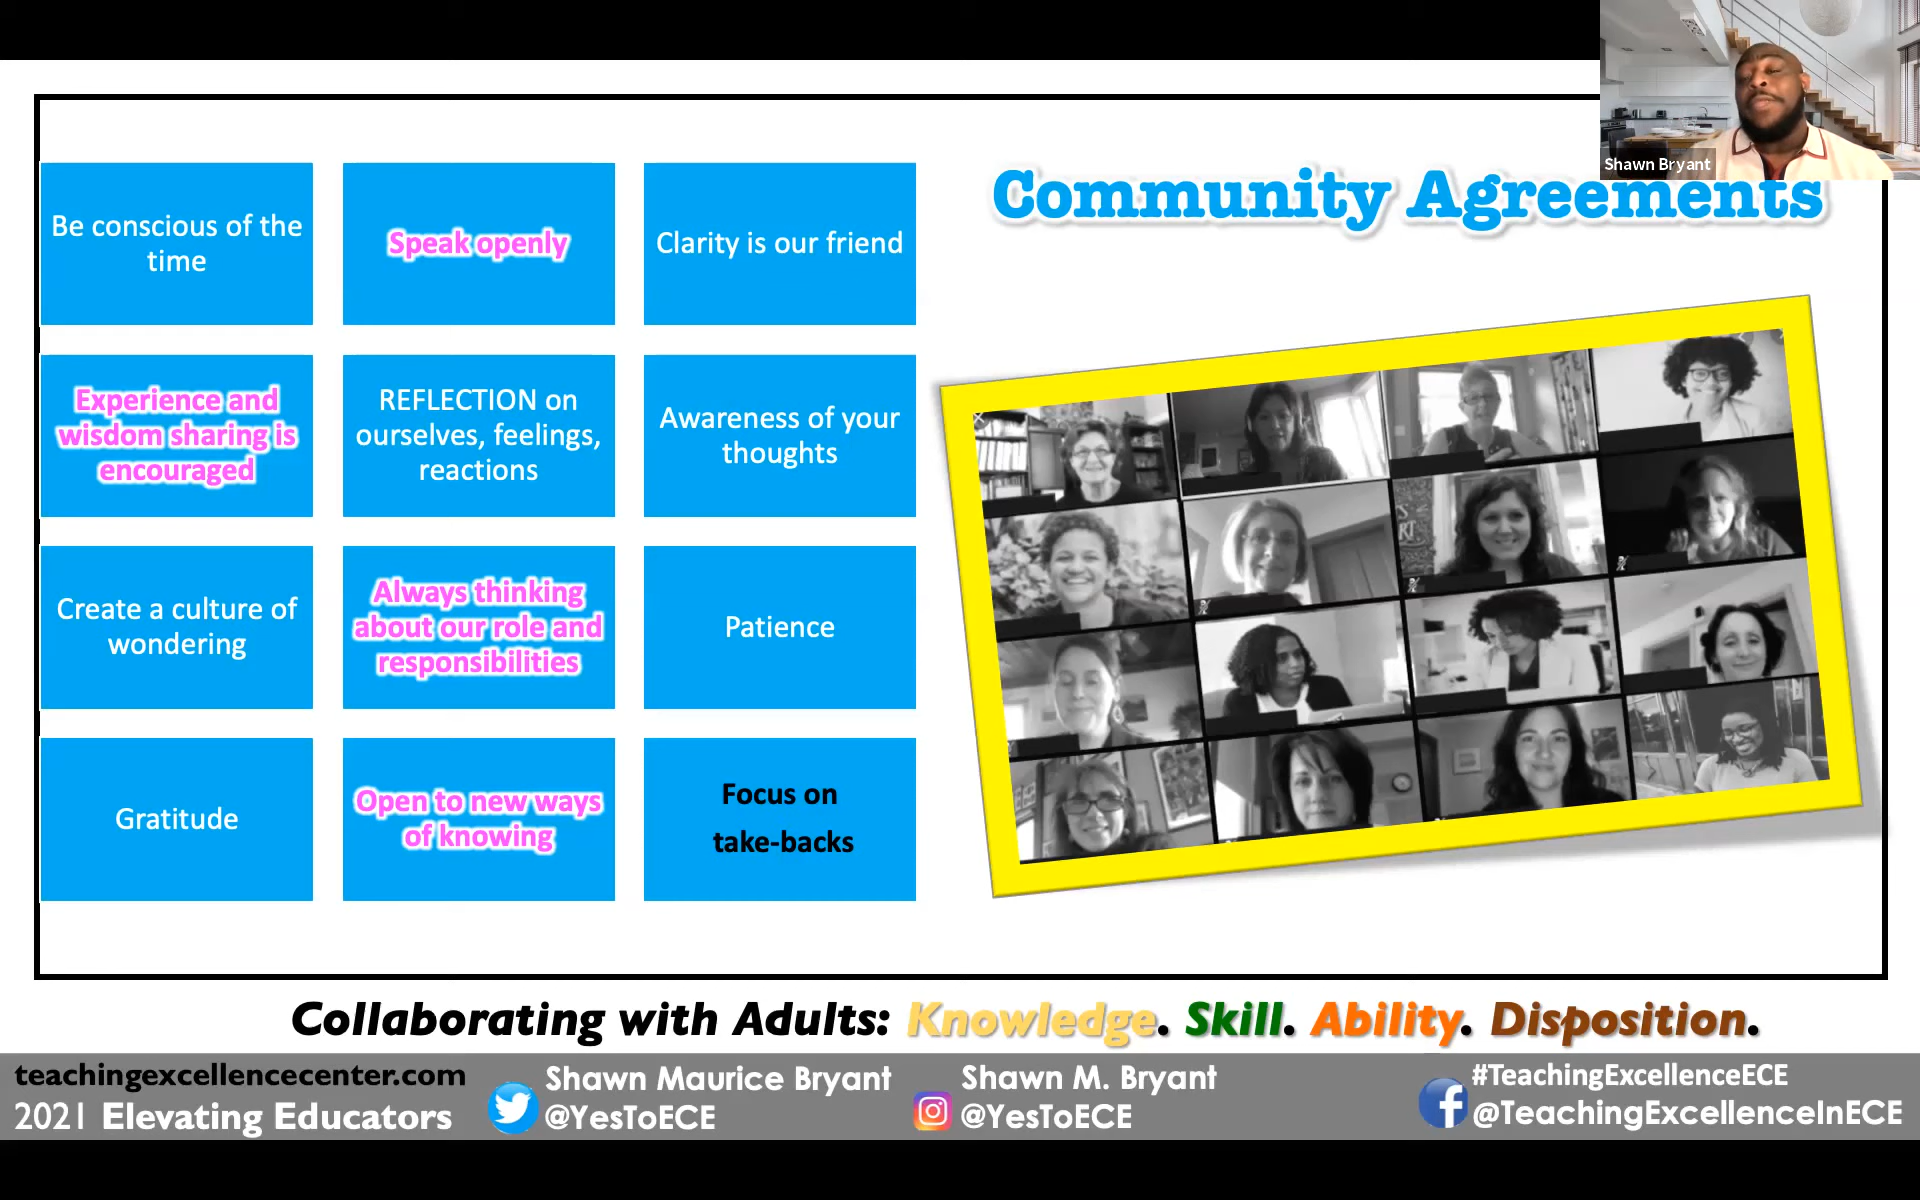 Shawn Bryant
Community Agreements
Be conscious of the
time
Speak openly
Clarity is our friend
Experience and
wisdom sharing is
encouraged
REFLECTION on
ourselves, feelings,
reactions
Awareness of your
thoughts
Create a culture of
wondering
Always thinking
about our role and
responsibilities
Patience
Gratitude
Open to new ways
of knowing
Focus on
take-backs
Collaborating with Adults: Knowledge. Skill. Ability. Disposition.
teachingexcellencecenter.com
2021 Elevating Educators
Shawn Maurice Bryant
@YesToECE
Shawn M. Bryant
@YesToECE
#TeachingExcellenceECE
@TeachingExcellenceInECE